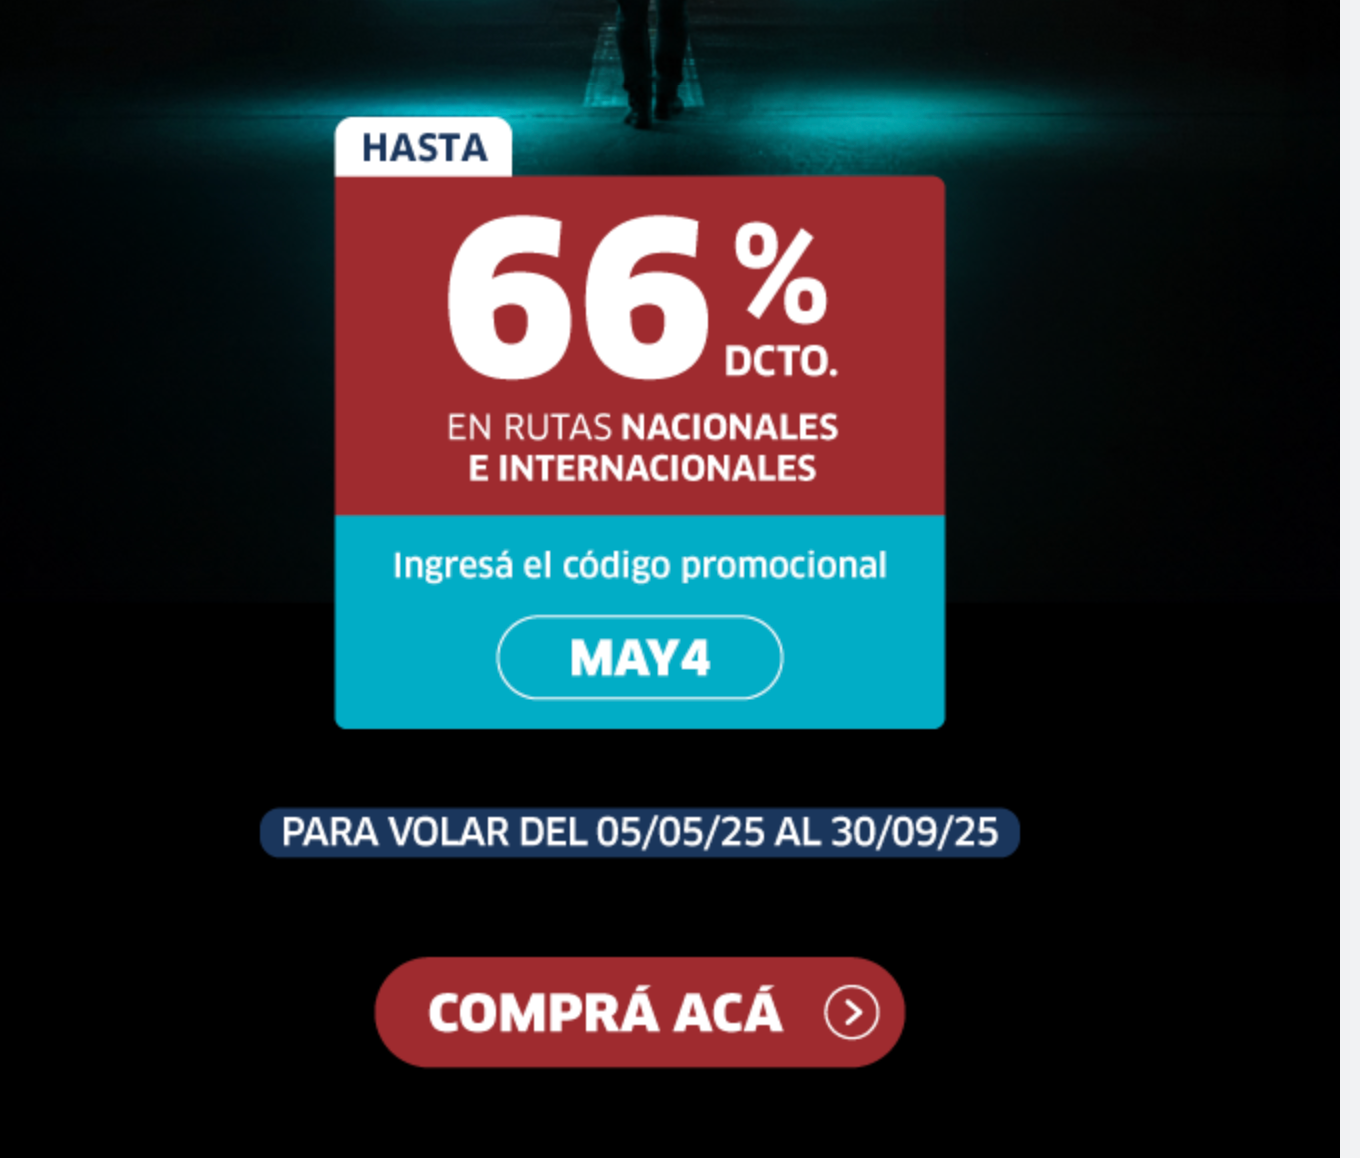 HASTA
66%
DCTO.
EN RUTAS NACIONALES
E INTERNACIONALES
Ingresá el código promocional
MAY4
PARA VOLAR DEL 05/05/25 AL 30/09/25
COMPRÁ ACÁ